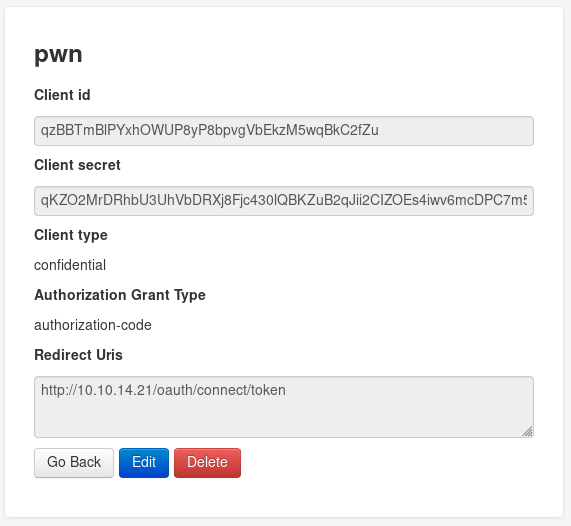 pwn
Client id
qzBBTmBlPYxhOWUP8yP8bpvgVbEkzM5wqBkC2fZu
Client secret
qKZO2MrDRhbU3UhVbDRXj8Fjc430lQBKZuB2qJii2CIZOEs4iwv6mcDPC7m5
Client type
confidential
Authorization Grant Type
authorization-code
Redirect Uris
http://10.10.14.21/oauth/connect/token
Go Back Edit Delete